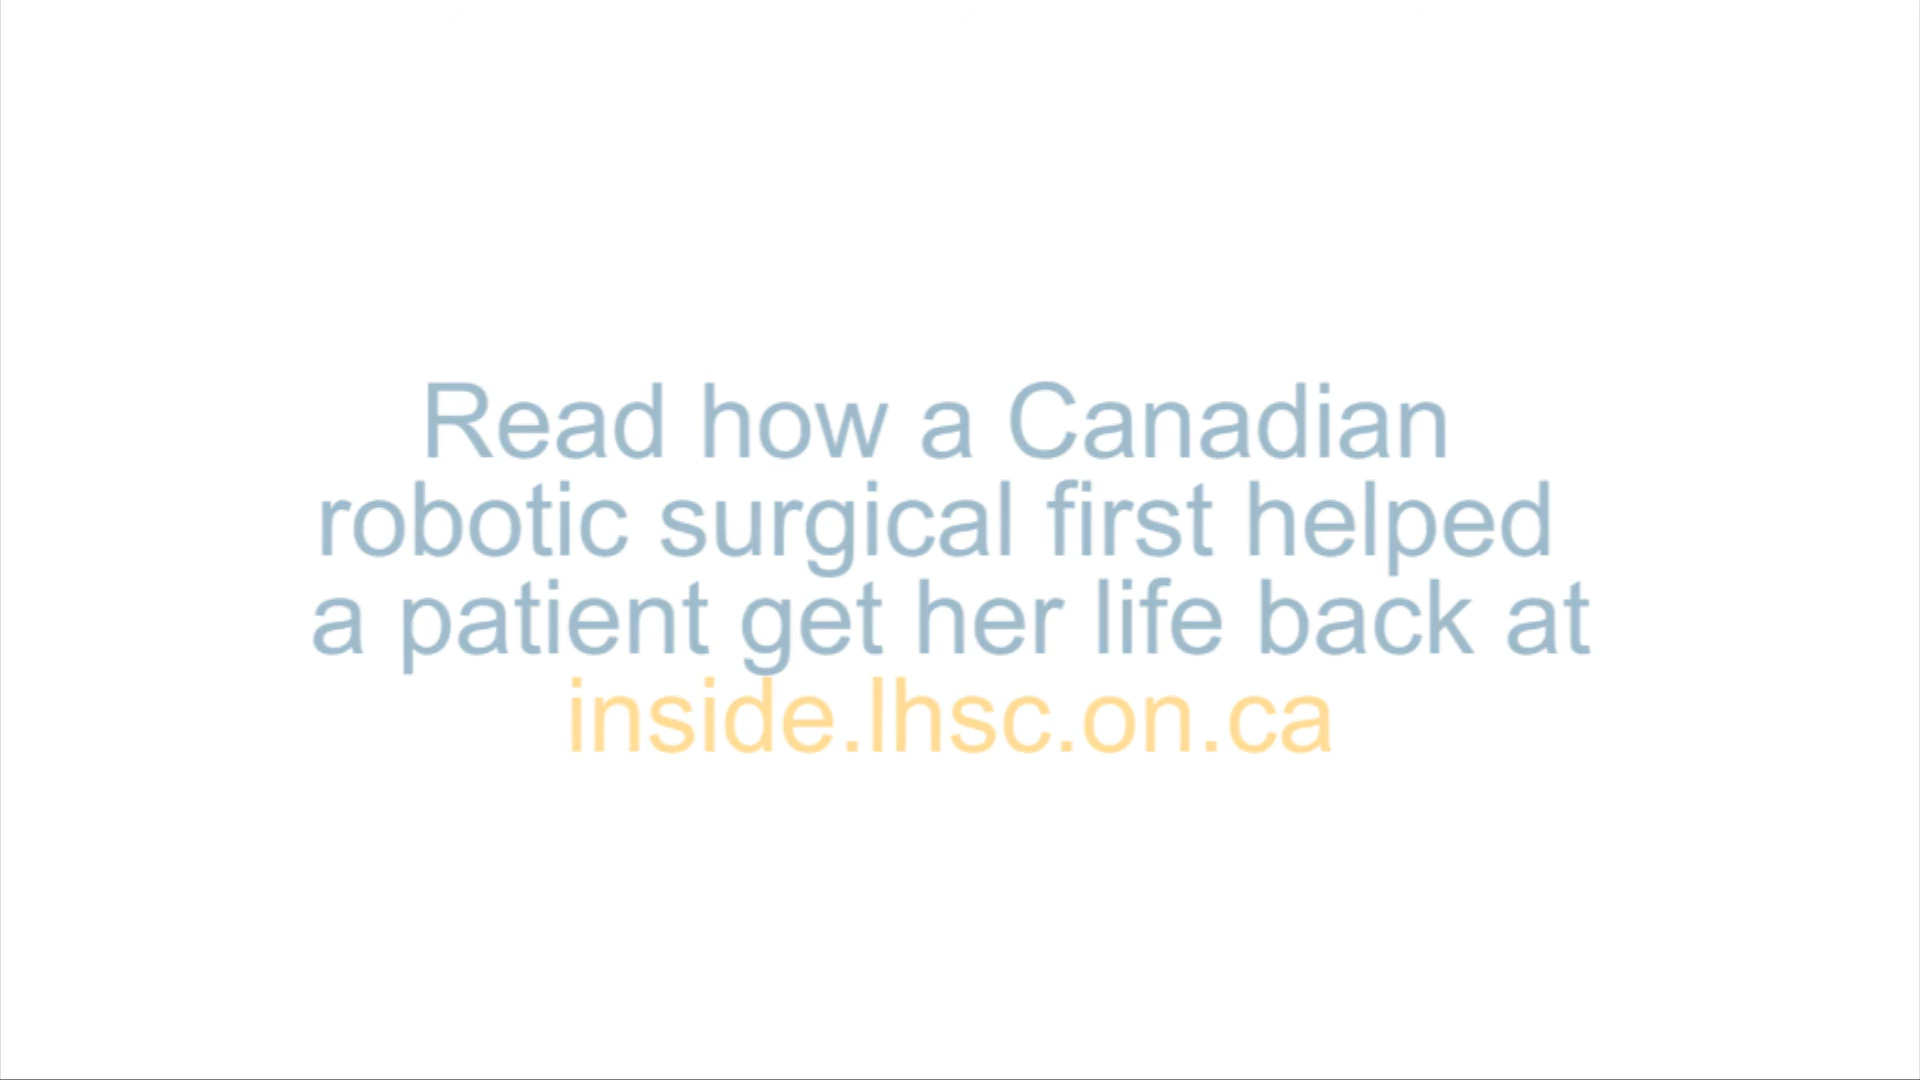 Read how a Canadian
robotic surgical first helped
a patient get her life back at
inside.lhsc.on.ca